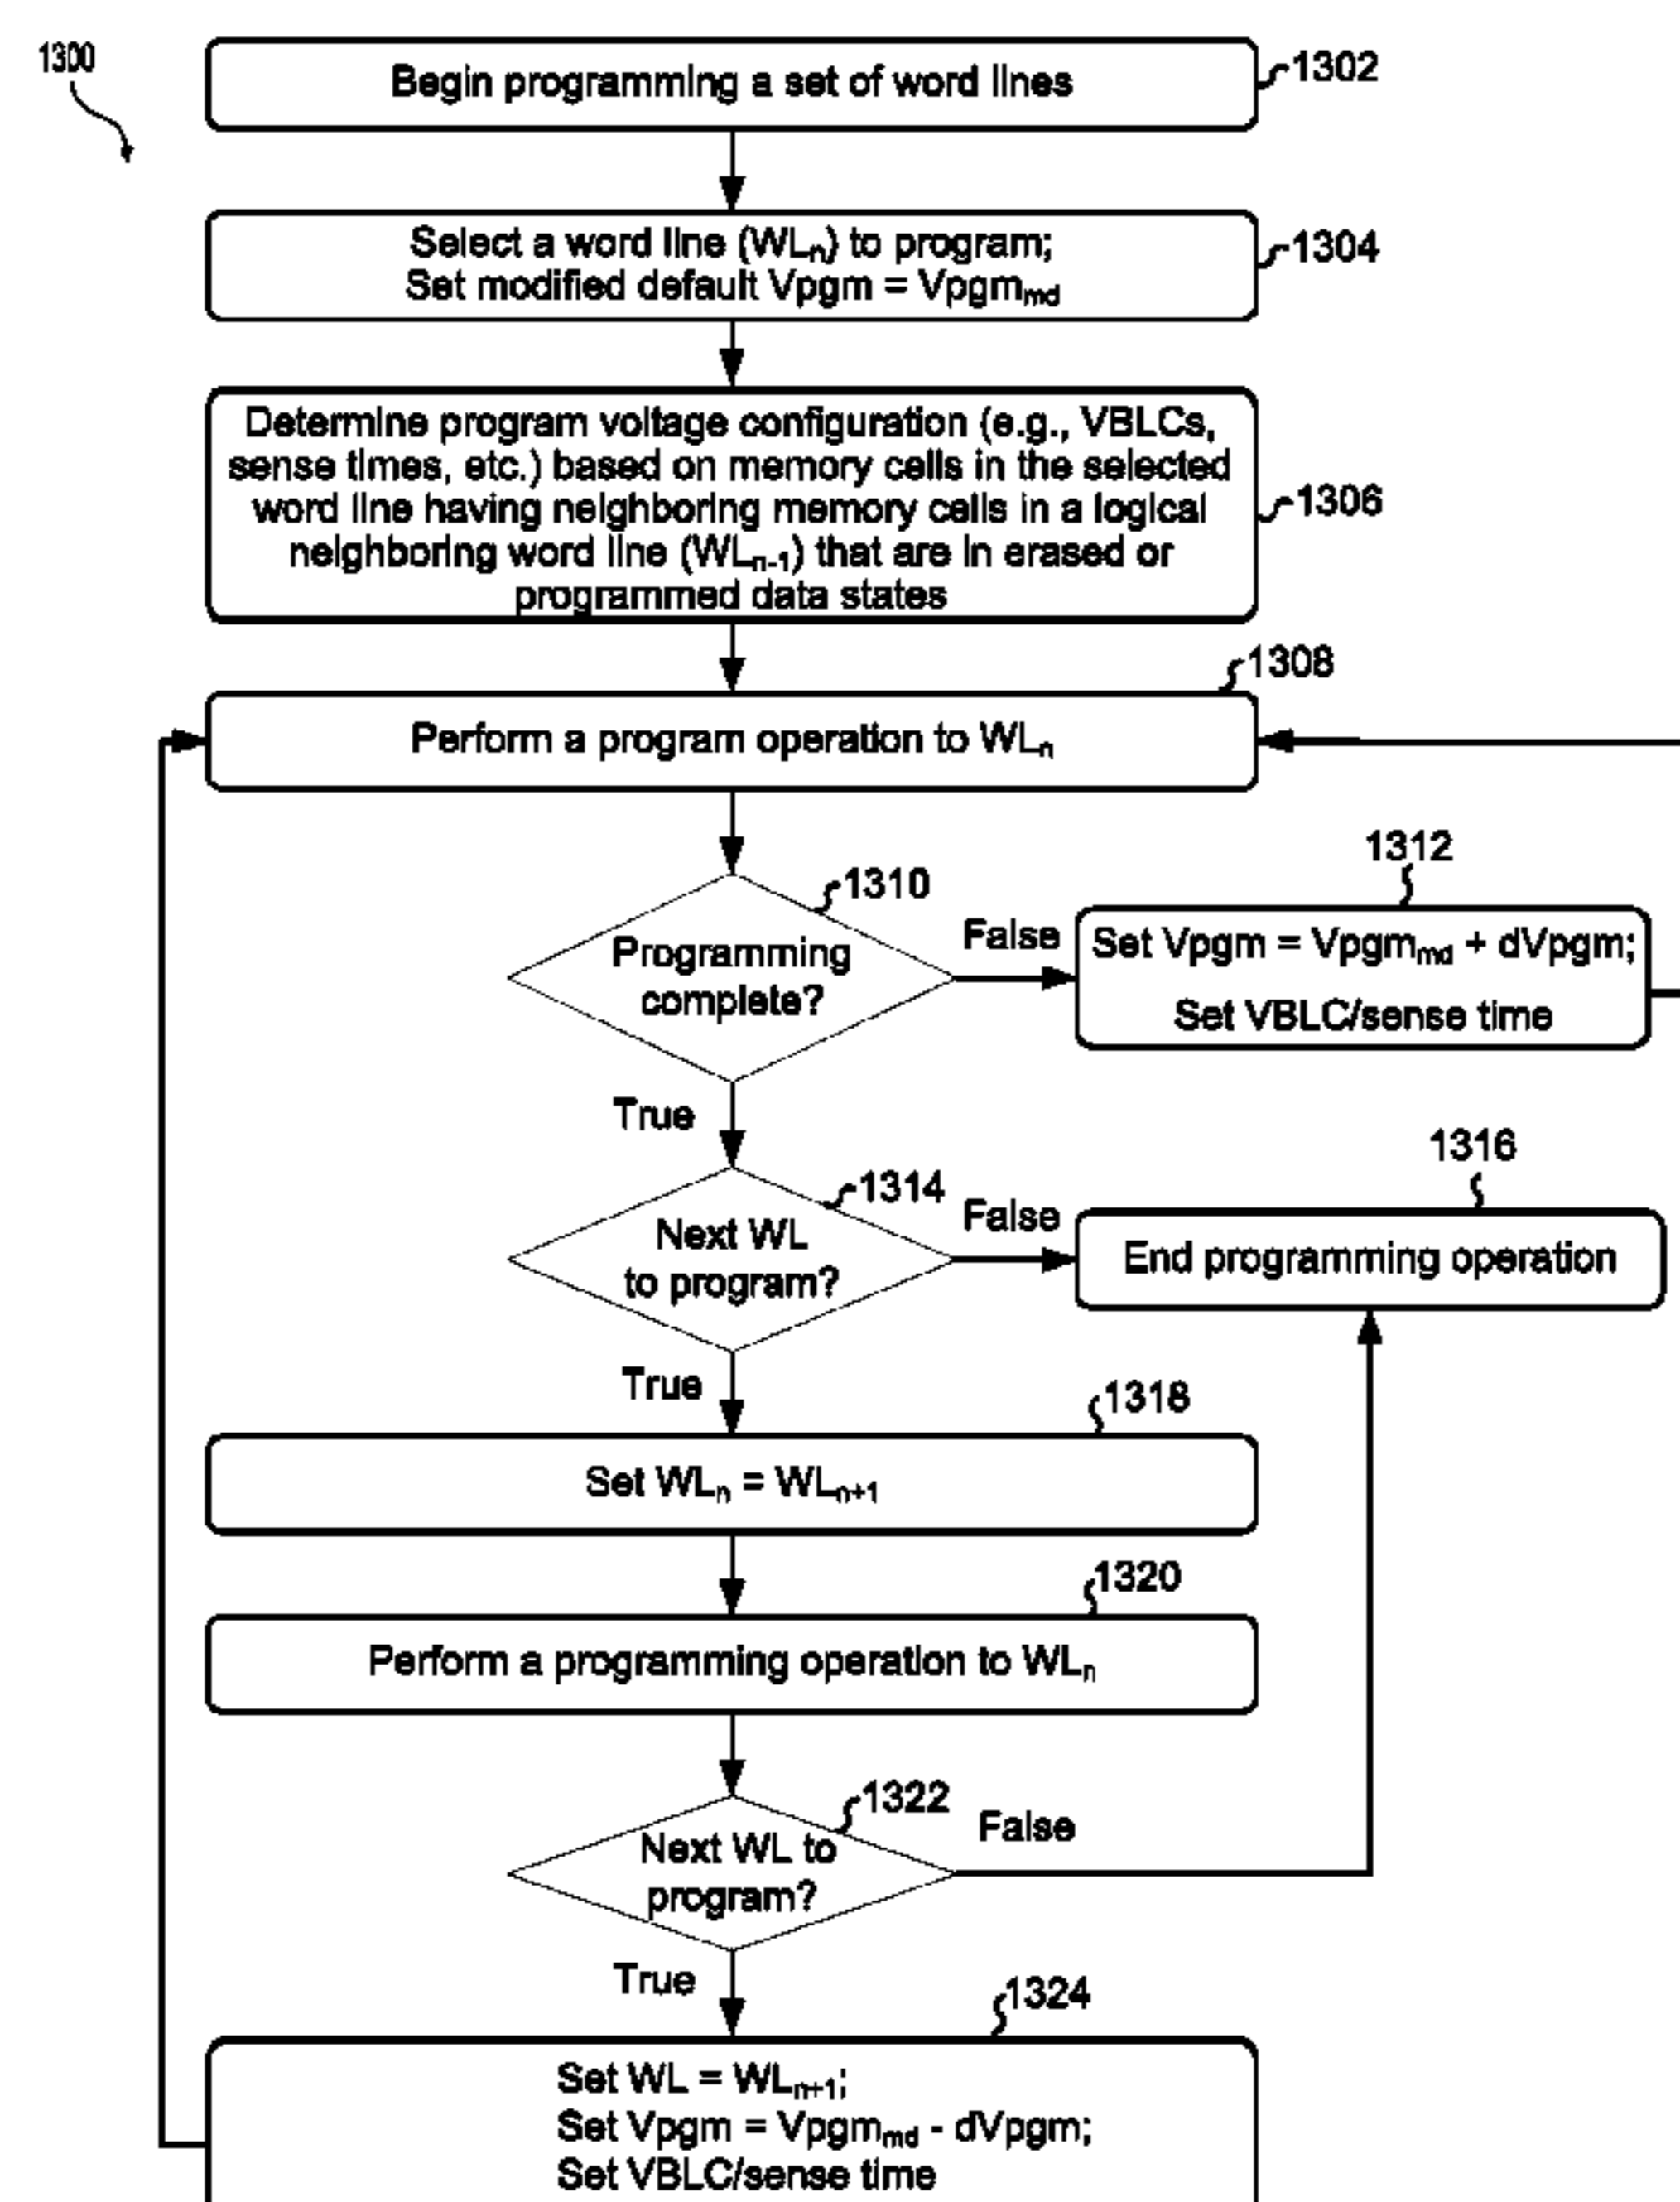 1300
Begin programming a set of word lines
1302
Select a word line (WLn) to program;
Set modified default Vpgm = Vpgmmd
1304
Determine program voltage configuration (e.g., VBLCs,
sense times, etc.) based on memory cells in the selected
word line having neighboring memory cells in a logical
neighboring word line (WLn-1) that are in erased or
programmed data states
1306
1308
Perform a program operation to WLn
1310
Programming
complete?
False
1312
Set Vpgm = Vpgmmd + dVpgm;
Set VBLC/sense time
True
1314
Next WL
to program?
False
1316
End programming operation
True
1318
Set WLn = WLn+1
1320
Perform a programming operation to WLn
1322
Next WL to
program?
False
True
1324
Set WL = WLn+1;
Set Vpgm = Vpgmmd - dVpgm;
Set VBLC/sense time